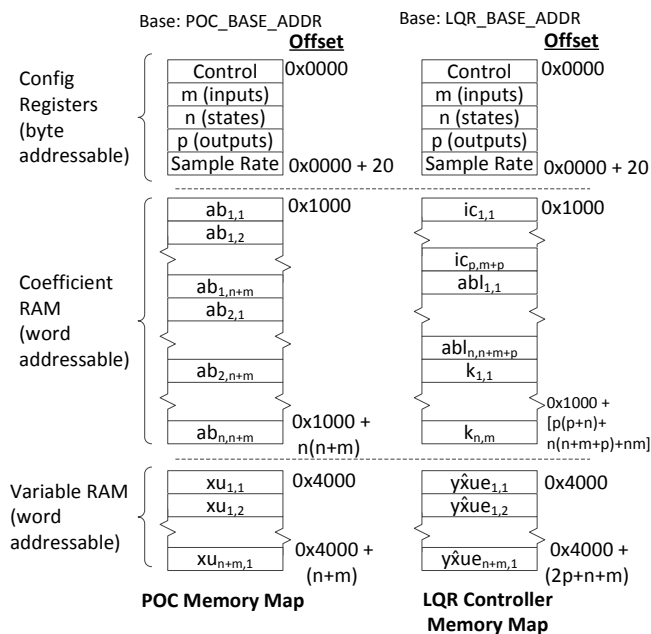 Base: POC_BASE_ADDR
Base: LQR_BASE_ADDR
Offset
Offset
Config
Registers
(byte
addressable)
Control
0x0000
m (inputs)
n (states)
p (outputs)
Sample Rate
0x0000 + 20
Control
0x0000
m (inputs)
n (states)
p (outputs)
Sample Rate
0x0000 + 20
Coefficient
RAM
(word
addressable)
ab1,1
0x1000
ab1,2
ab1,n+m
ab2,1
ab2,n+m
abn,n+m
0x1000 +
n(n+m)
ic1,1
0x1000
icp,m+p
abl1,1
abln,n+m+p
k1,1
kn,m
0x1000 +
[p(p+n)+
n(n+m+p)+nm]
Variable RAM
(word
addressable)
xu1,1
0x4000
xu1,2
xun+m,1
0x4000 +
(n+m)
yx̂ue1,1
0x4000
yx̂ue1,2
yx̂uen+m,1
0x4000 +
(2p+n+m)
POC Memory Map
LQR Controller
Memory Map